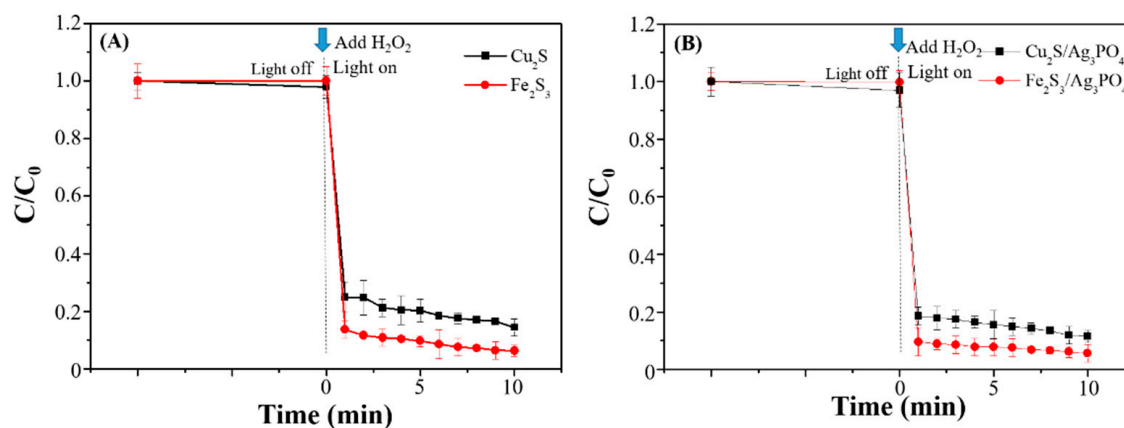 (A)
Add H₂O₂
Light off
Light on
Cu₂S
Fe₂S₃
1.2
1.0
0.8
0.6
0.4
0.2
0
C/C₀
0
5
10
Time (min)
(B)
Add H₂O₂
Light off
Light on
Cu₂S/Ag₃PO₄
Fe₂S₃/Ag₃PO₄
1.2
1.0
0.8
0.6
0.4
0.2
0
C/C₀
0
5
10
Time (min)